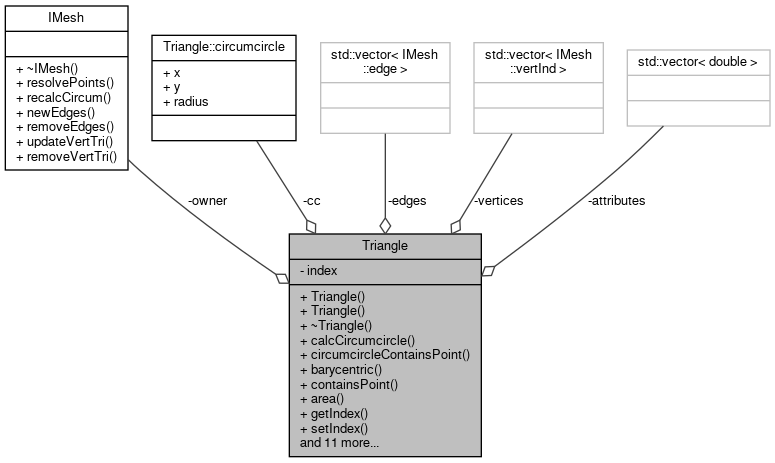 IMesh
+ ~IMesh()
+ resolvePoints()
+ recalcCircum()
+ newEdges()
+ removeEdges()
+ updateVertTri()
+ removeVertTri()
Triangle::circumcircle
+ x
+ y
+ radius
std::vector< IMesh
::edge >
std::vector< IMesh
::vertInd >
std::vector< double >
-owner
-cc
-edges
-vertices
-attributes
Triangle
- index
+ Triangle()
+ Triangle()
+ ~Triangle()
+ calcCircumcircle()
+ circumcircleContainsPoint()
+ barycentric()
+ containsPoint()
+ area()
+ getIndex()
+ setIndex()
and 11 more...